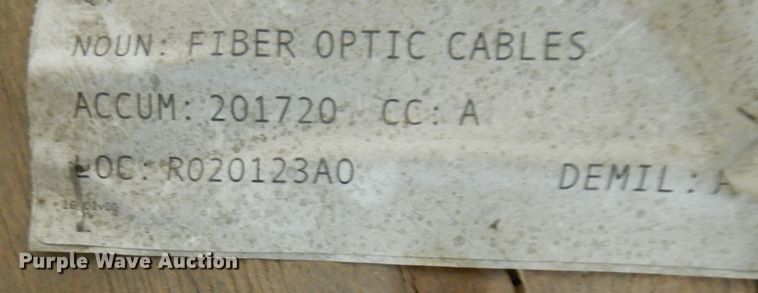 NOUN: FIBER OPTIC CABLES
ACCUM: 201720 CC: A
LOC: R020123A0 DEMIL: A
Purple Wave Auction